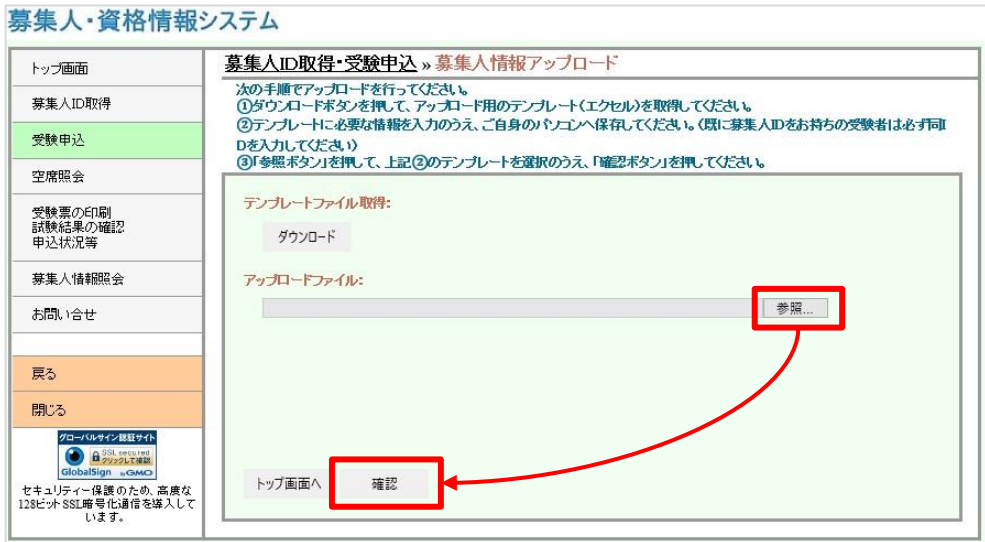 募集人・資格情報システム
トップ画面
募集人ID取得
受験申込
空席照会
受験票の印刷
試験結果の確認
申込状況等
募集人情報照会
お問い合せ
戻る
閉じる
グローバルサイン認証サイト
SSL secured
クリックして確認
GlobalSign by GMO
セキュリティー保護のため、高度な
128ビットSSL暗号化通信を導入して
います。
募集人ID取得・受験申込 » 募集人情報アップロード
次の手順でアップロードを行ってください。
①ダウンロードボタンを押して、アップロード用のテンプレート(エクセル)を取得してください。
②テンプレートに必要な情報を入力のうえ、ご自身のパソコンへ保存してください。(既に募集人IDをお持ちの受験者は必ず同I
Dを入力してください)
③「参照ボタン」を押して、上記②のテンプレートを選択のうえ、「確認ボタン」を押してください。
テンプレートファイル取得:
ダウンロード
アップロードファイル:
参照...
トップ画面へ
確認